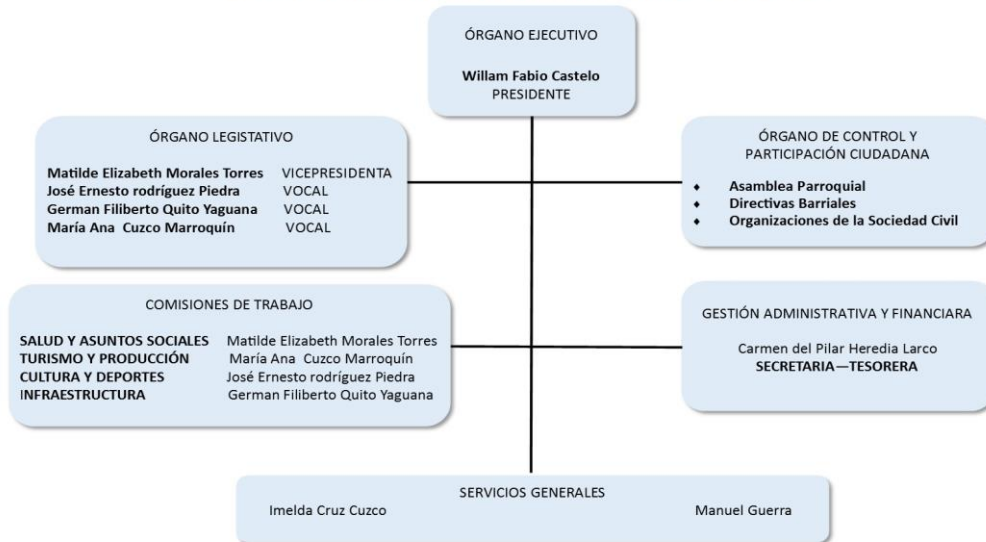 ÓRGANO EJECUTIVO
Willam Fabio Castelo
PRESIDENTE
ÓRGANO LEGISTATIVO
Matilde Elizabeth Morales Torres VICEPRESIDENTA
José Ernesto rodríguez Piedra VOCAL
German Filiberto Quito Yaguana VOCAL
María Ana Cuzco Marroquín VOCAL
ÓRGANO DE CONTROL Y
PARTICIPACIÓN CIUDADANA
♦ Asamblea Parroquial
♦ Directivas Barriales
♦ Organizaciones de la Sociedad Civil
COMISIONES DE TRABAJO
SALUD Y ASUNTOS SOCIALES Matilde Elizabeth Morales Torres
TURISMO Y PRODUCCIÓN María Ana Cuzco Marroquín
CULTURA Y DEPORTES José Ernesto rodríguez Piedra
INFRAESTRUCTURA German Filiberto Quito Yaguana
GESTIÓN ADMINISTRATIVA Y FINANCIARA
Carmen del Pilar Heredia Larco
SECRETARIA—TESORERA
SERVICIOS GENERALES
Imelda Cruz Cuzco Manuel Guerra